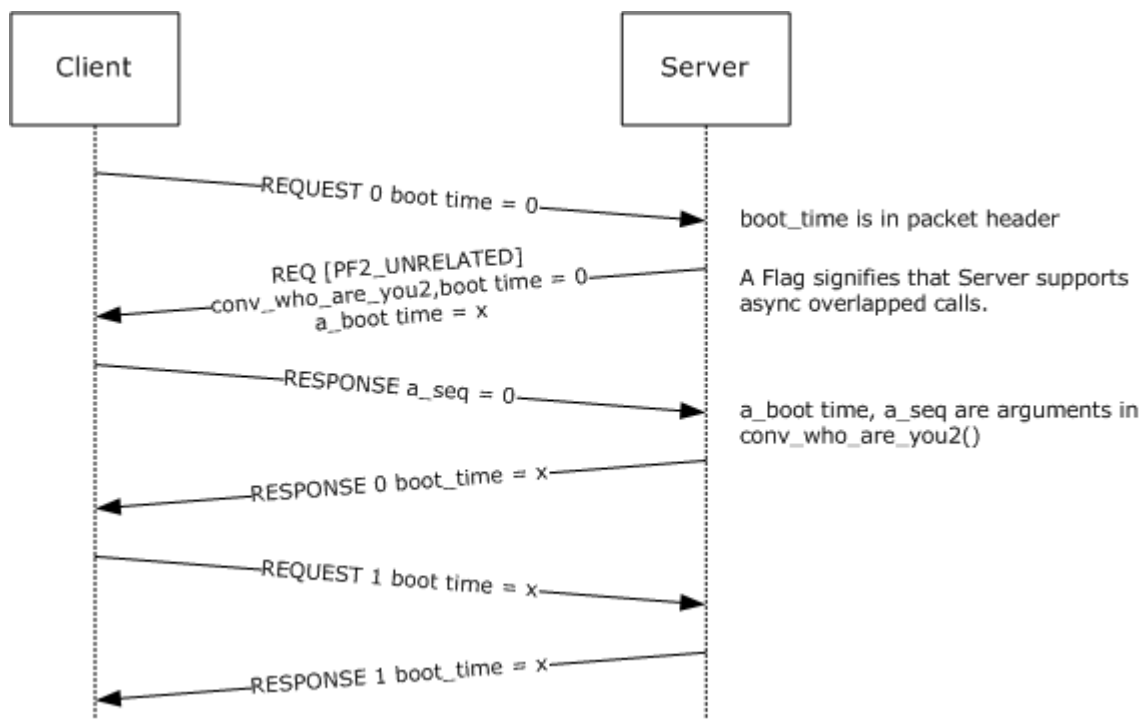 Client
Server
REQUEST 0 boot time = 0
boot_time is in packet header
REQ [PF2_UNRELATED]
conv_who_are_you2,boot time = 0
a_boot time = x
A Flag signifies that Server supports
async overlapped calls.
RESPONSE a_seq = 0
a_boot time, a_seq are arguments in
conv_who_are_you2()
RESPONSE 0 boot_time = x
REQUEST 1 boot time = x
RESPONSE 1 boot_time = x